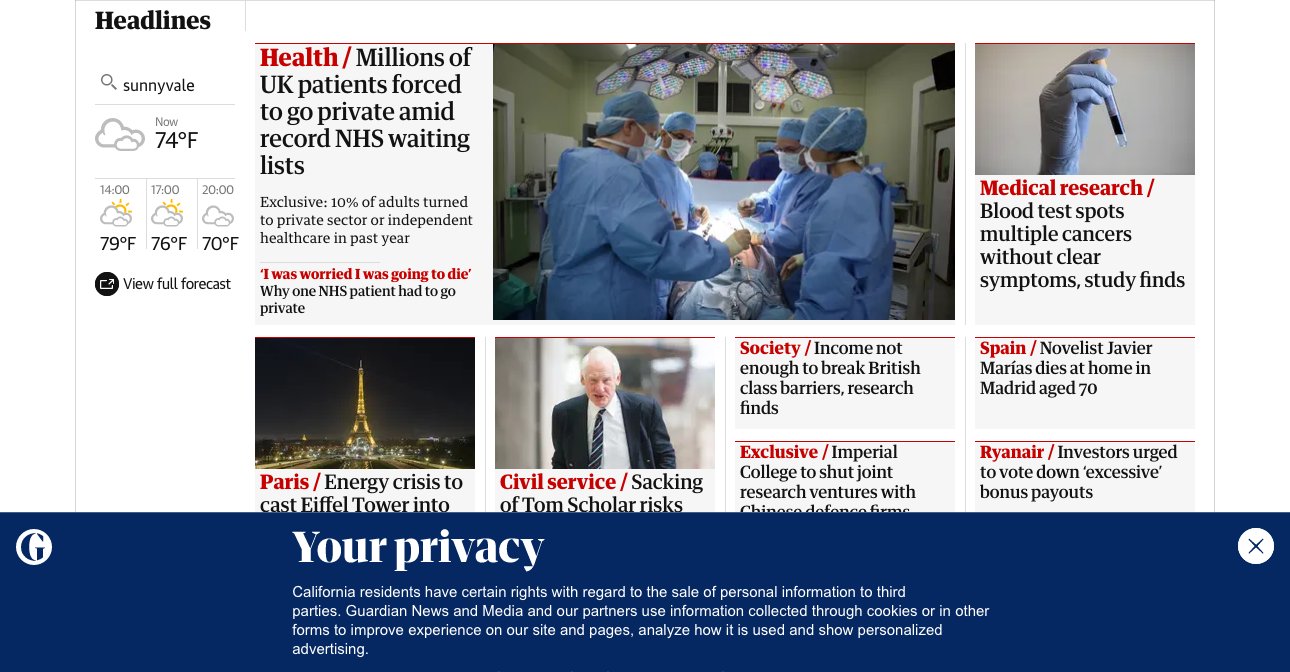 Headlines
sunnyvale
Now
74°F
14:00 17:00 20:00
79°F 76°F 70°F
View full forecast
Health / Millions of
UK patients forced
to go private amid
record NHS waiting
lists
Exclusive: 10% of adults turned
to private sector or independent
healthcare in past year
‘I was worried I was going to die’
Why one NHS patient had to go
private
Medical research /
Blood test spots
multiple cancers
without clear
symptoms, study finds
Paris / Energy crisis to
cast Eiffel Tower into
Civil service / Sacking
of Tom Scholar risks
Society / Income not
enough to break British
class barriers, research
finds
Exclusive / Imperial
College to shut joint
research ventures with
Chinese defence firms
Spain / Novelist Javier
Marías dies at home in
Madrid aged 70
Ryanair / Investors urged
to vote down ‘excessive’
bonus payouts
G
Your privacy
California residents have certain rights with regard to the sale of personal information to third
parties. Guardian News and Media and our partners use information collected through cookies or in other
forms to improve experience on our site and pages, analyze how it is used and show personalized
advertising.